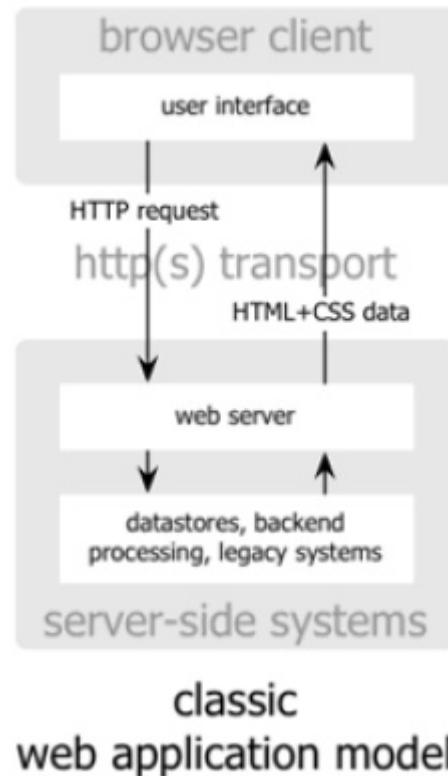 browser client
user interface
HTTP request
http(s) transport
HTML+CSS data
web server
datastores, backend
processing, legacy systems
server-side systems
classic
web application model